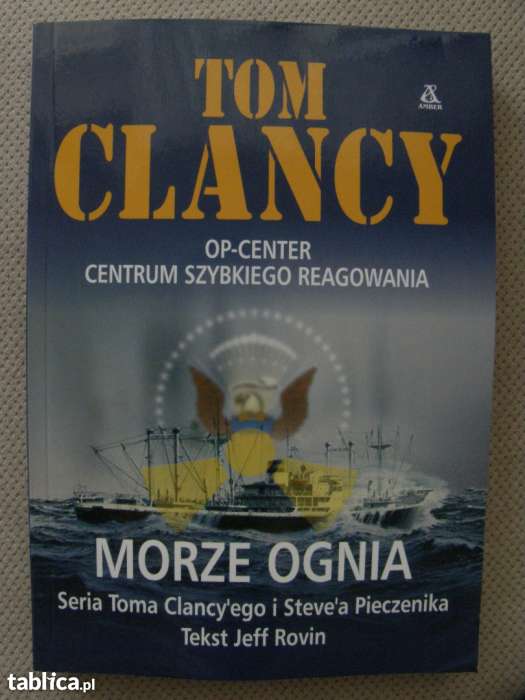 TOM
AMBER
CLANCY
OP-CENTER
CENTRUM SZYBKIEGO REAGOWANIA
MORZE OGNIA
Seria Toma Clancy'ego i Steve'a Pieczenika
Tekst Jeff Rovin
tablica.pl